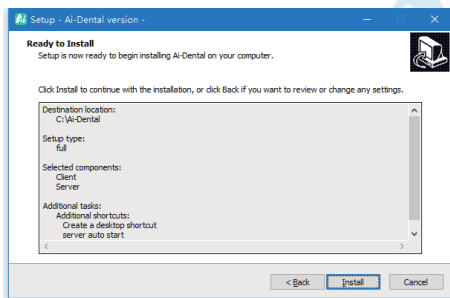 Setup - Ai-Dental version -
Ready to Install
Setup is now ready to begin installing Ai-Dental on your computer.
Click Install to continue with the installation, or click Back if you want to review or change any settings.
Destination location:
C:\Ai-Dental
Setup type:
full
Selected components:
Client
Server
Additional tasks:
Additional shortcuts:
Create a desktop shortcut
server auto start
< Back
Install
Cancel